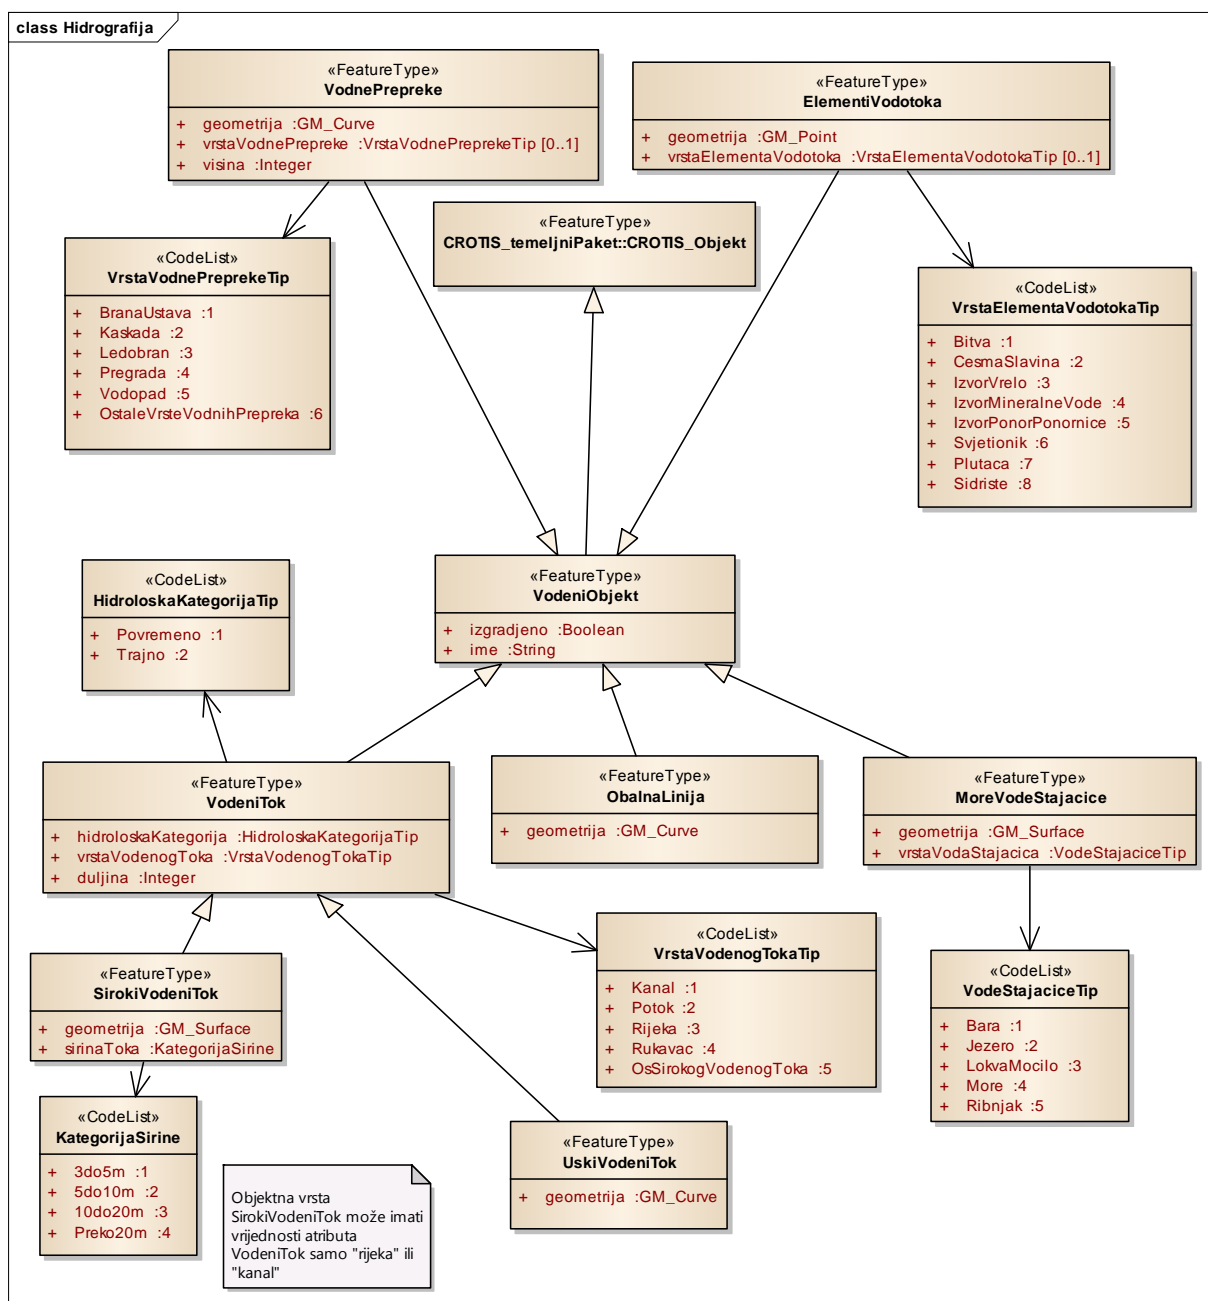 class Hidrografija
«FeatureType»
VodnePrepreke
+ geometrija :GM_Curve
+ vrstaVodnePrepreke :VrstaVodnePreprekeTip [0..1]
+ visina :Integer
«FeatureType»
ElementiVodotoka
+ geometrija :GM_Point
+ vrstaElementaVodotoka :VrstaElementaVodotokaTip [0..1]
«FeatureType»
CROTIS_temeljniPaket::CROTIS_Objekt
«CodeList»
VrstaVodnePreprekeTip
+ BranaUstava :1
+ Kaskada :2
+ Ledobran :3
+ Pregrada :4
+ Vodopad :5
+ OstaleVrsteVodnihPrepreka :6
«CodeList»
VrstaElementaVodotokaTip
+ Bitva :1
+ CesmaSlavina :2
+ IzvorVrelo :3
+ IzvorMineralneVode :4
+ IzvorPonorPonornice :5
+ Svjetionik :6
+ Plutaca :7
+ Sidriste :8
«CodeList»
HidroloskaKategorijaTip
+ Povremeno :1
+ Trajno :2
«FeatureType»
VodeniObjekt
+ izgradjeno :Boolean
+ ime :String
«FeatureType»
VodeniTok
+ hidroloskaKategorija :HidroloskaKategorijaTip
+ vrstaVodenogToka :VrstaVodenogTokaTip
+ duljina :Integer
«FeatureType»
ObalnaLinija
+ geometrija :GM_Curve
«FeatureType»
MoreVodeStajacice
+ geometrija :GM_Surface
+ vrstaVodaStajacica :VodeStajaciceTip
«FeatureType»
SirokiVodeniTok
+ geometrija :GM_Surface
+ sirinaToka :KategorijaSirine
«CodeList»
VrstaVodenogTokaTip
+ Kanal :1
+ Potok :2
+ Rijeka :3
+ Rukavac :4
+ OsSirokogVodenogToka :5
«CodeList»
VodeStajaciceTip
+ Bara :1
+ Jezero :2
+ LokvaMocilo :3
+ More :4
+ Ribnjak :5
«CodeList»
KategorijaSirine
+ 3do5m :1
+ 5do10m :2
+ 10do20m :3
+ Preko20m :4
Objektna vrsta
SirokiVodeniTok može imati
vrijednosti atributa
VodeniTok samo "rijeka" ili
"kanal"
«FeatureType»
UskiVodeniTok
+ geometrija :GM_Curve